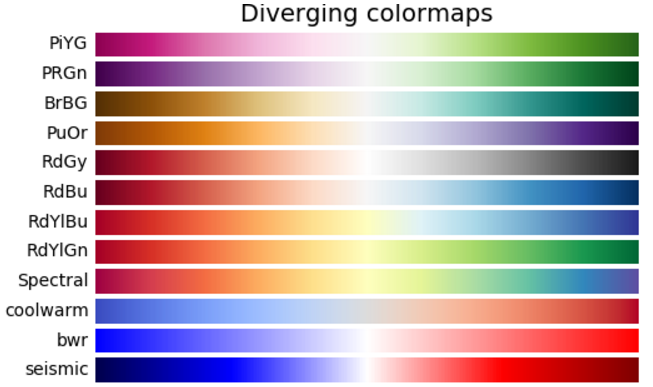 Diverging colormaps
PiYG
PRGn
BrBG
PuOr
RdGy
RdBu
RdYlBu
RdYlGn
Spectral
coolwarm
bwr
seismic